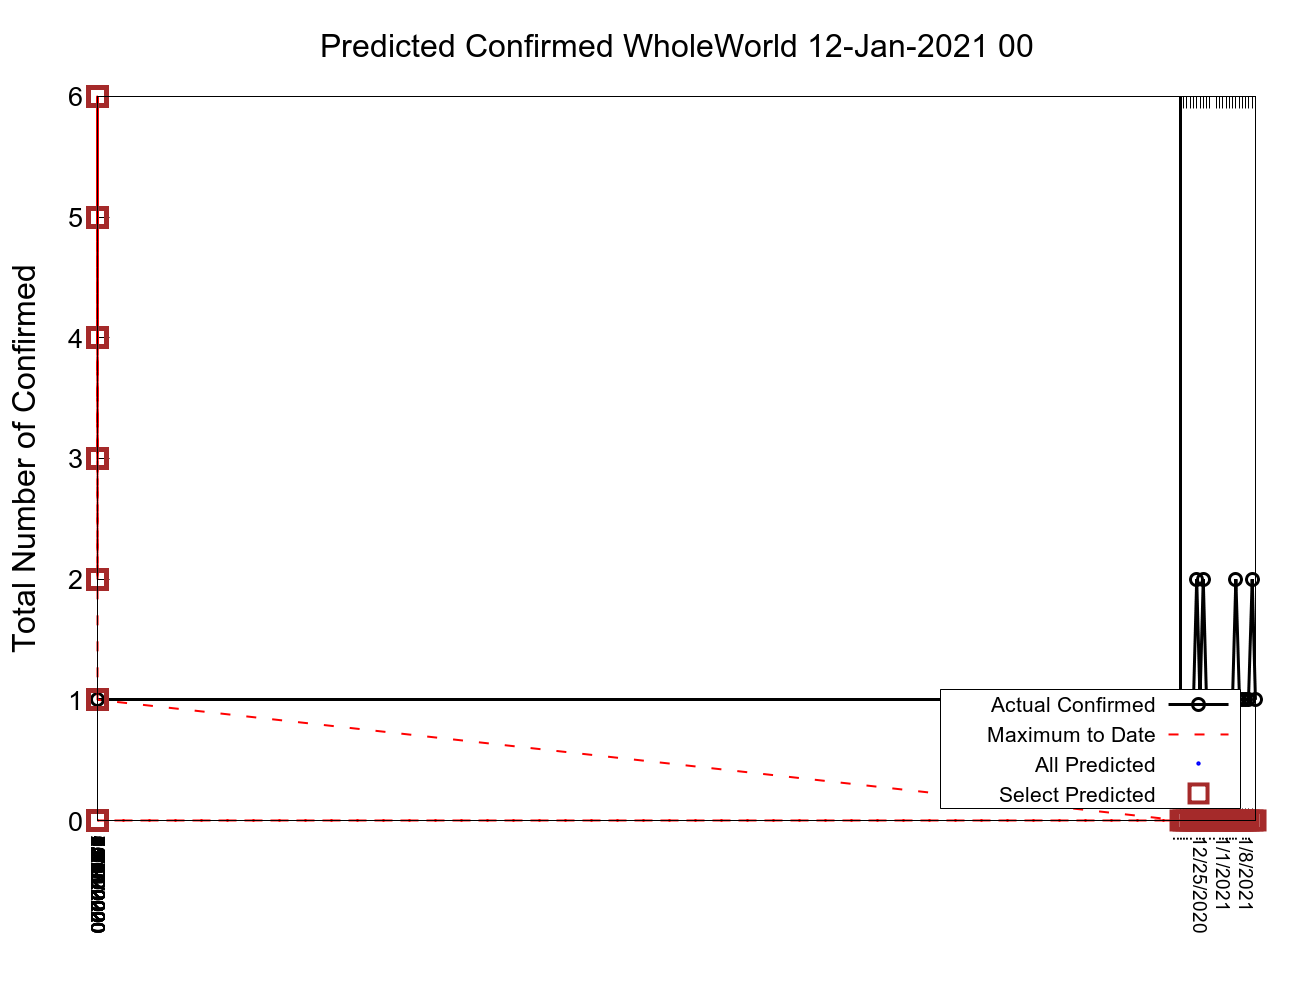 Predicted Confirmed WholeWorld 12-Jan-2021 00
Total Number of Confirmed
6
5
4
3
2
1
0
Actual Confirmed
Maximum to Date
All Predicted
Select Predicted
12/25/2020
1/1/2021
1/8/2021